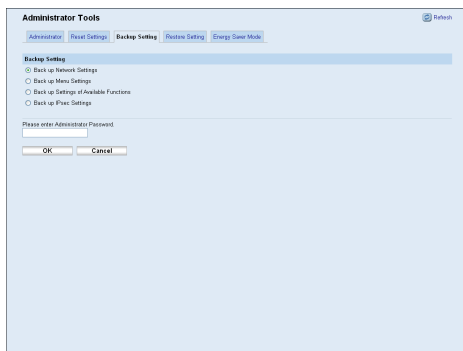 Administrator Tools
Refresh
Administrator Reset Settings Backup Setting Restore Setting Energy Saver Mode
Backup Setting
Back up Network Settings
Back up Menu Settings
Back up Settings of Available Functions
Back up IPsec Settings
Please enter Administrator Password.
OK Cancel